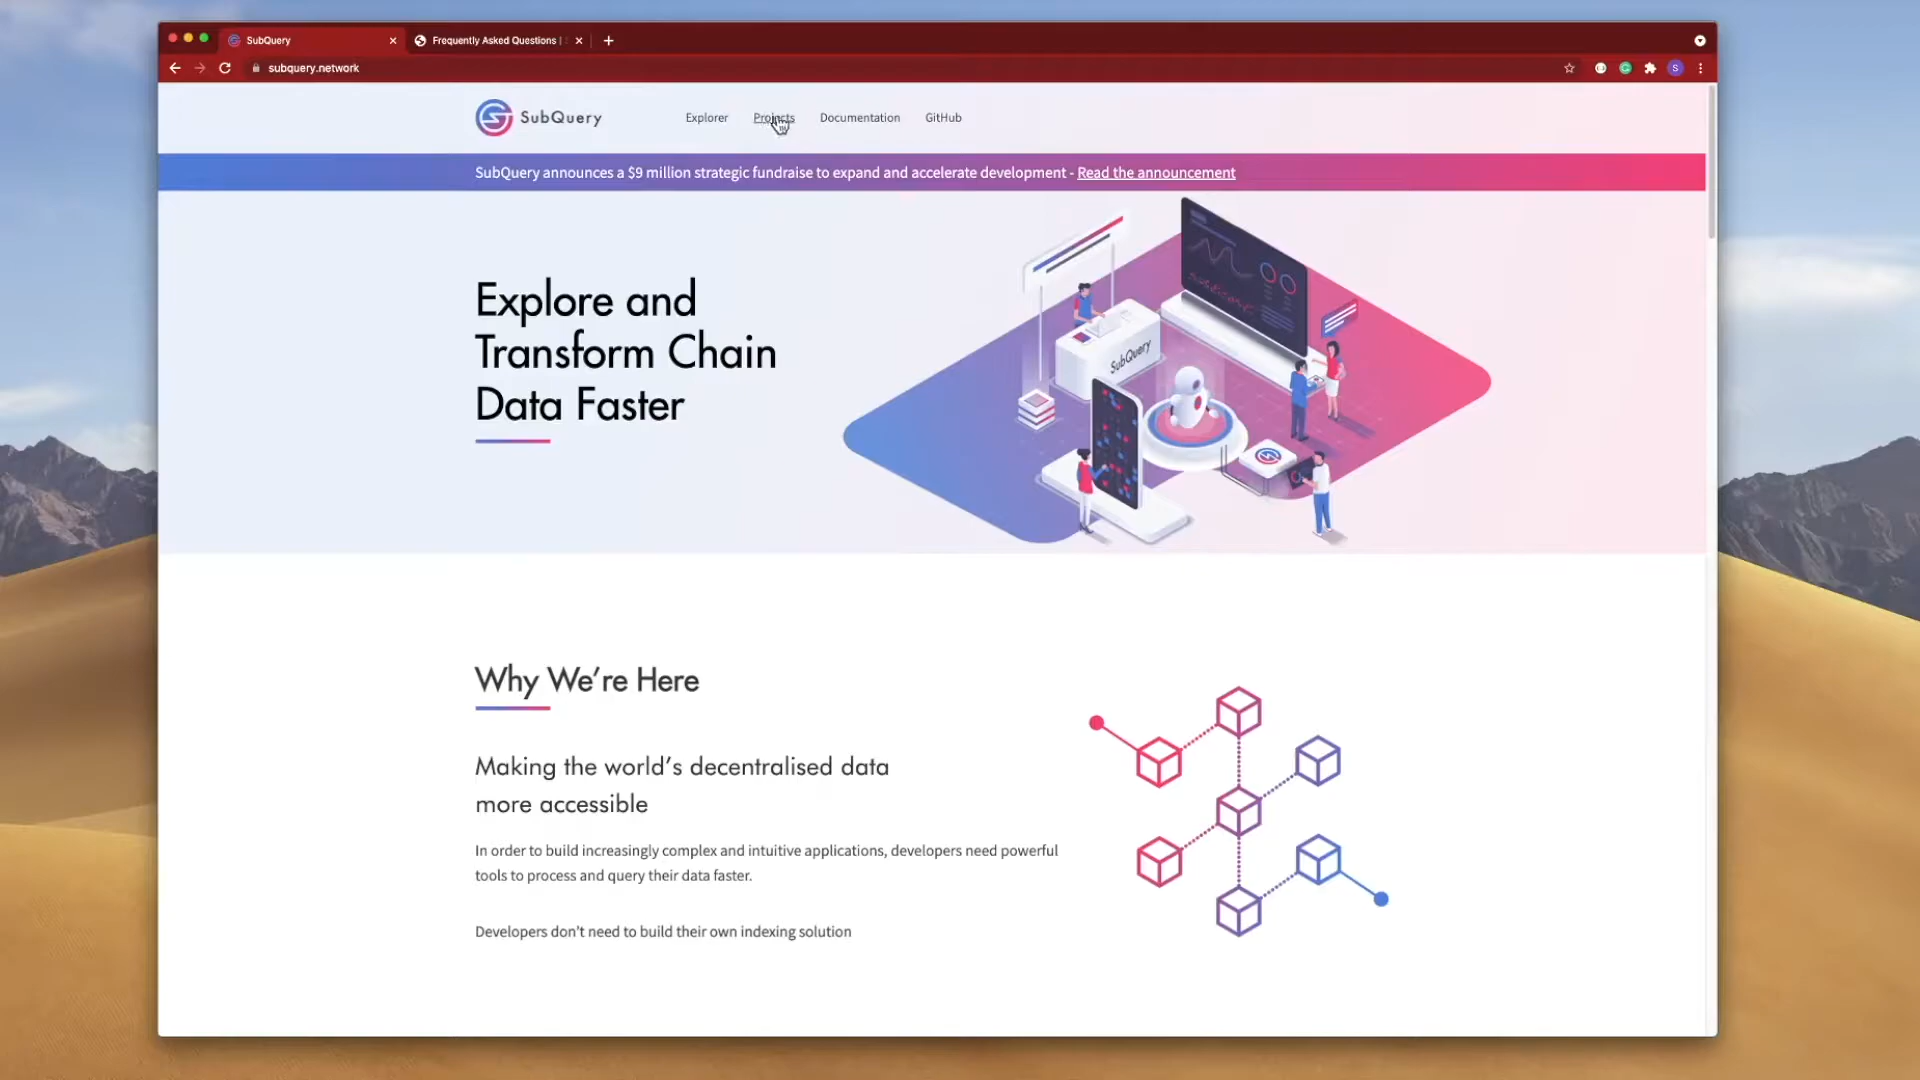 SubQuery
Frequently Asked Questions |
subquery.network
S
SubQuery
Explorer
Projects
Documentation
GitHub
SubQuery announces a $9 million strategic fundraise to expand and accelerate development - Read the announcement
Explore and
Transform Chain
Data Faster
SubQuery
Why We’re Here
Making the world’s decentralised data
more accessible
In order to build increasingly complex and intuitive applications, developers need powerful
tools to process and query their data faster.
Developers don’t need to build their own indexing solution